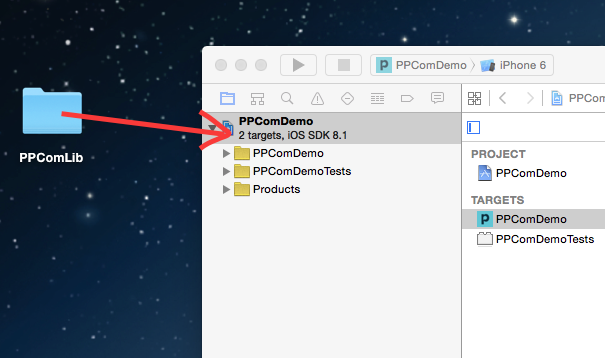 PPComDemo 〉 iPhone 6
PPComLib
PPComDemo
2 targets, iOS SDK 8.1
PPComDemo
PPComDemoTests
Products
PPCom
PROJECT
PPComDemo
TARGETS
P PPComDemo
PPComDemoTests